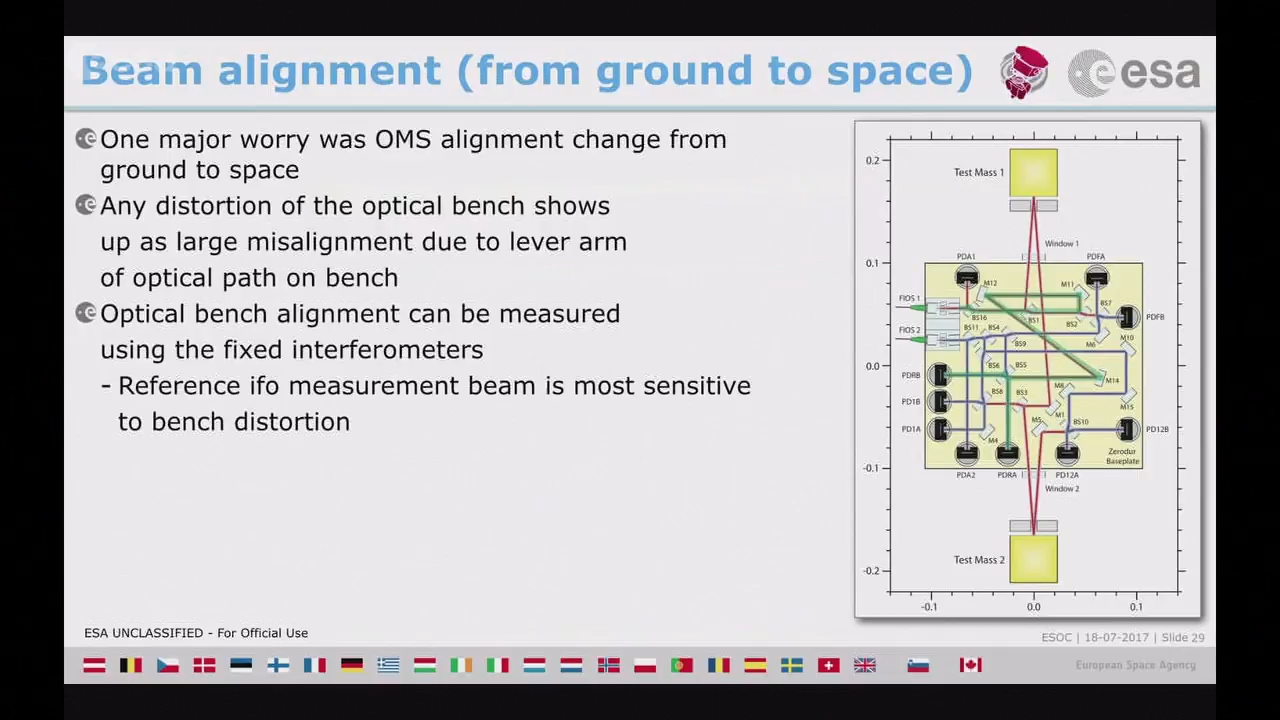 Beam alignment (from ground to space)
esa
One major worry was OMS alignment change from
ground to space
Any distortion of the optical bench shows
up as large misalignment due to lever arm
of optical path on bench
Optical bench alignment can be measured
using the fixed interferometers
- Reference ifo measurement beam is most sensitive
to bench distortion
0.2
Test Mass 1
Window 1
0.1
PDA1
PDFA
M12
M11
FIOS 1
BS7
BS16
BS1
BS2
PDFB
FIOS 2
BS11
BS4
M10
BS9
M6
0.0
BS6
BS5
PDRB
M14
M8
BS8
BS3
PD1B
M15
M1
M5
BS10
PD1A
PD12B
M4
Zerodur
Baseplate
-0.1
PDA2
PDRA
PD12A
Window 2
Test Mass 2
-0.2
-0.1
0.0
0.1
ESA UNCLASSIFIED - For Official Use
ESOC | 18-07-2017 | Slide 29
European Space Agency